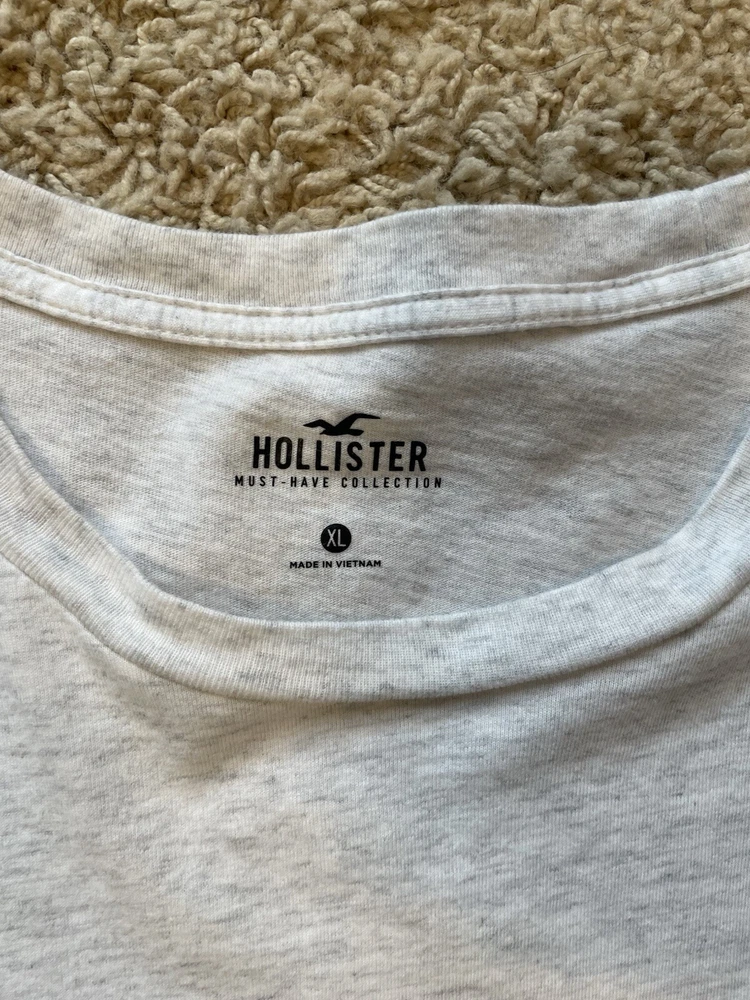 HOLLISTER
MUST-HAVE COLLECTION
XL
MADE IN VIETNAM